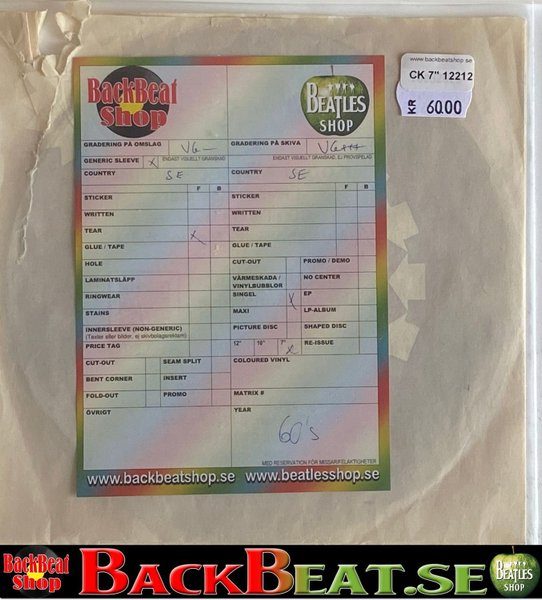 www.backbeatshop.se
CK 7" 12212
KR 60.00
BackBeat
Shop
BEATLES
SHOP
GRADERING PÅ OMSLAG VG-
GRADERING PÅ SKIVA VG+++
GENERIC SLEEVE X ENDAST VISUELLT GRANSKAD
ENDAST VISUELLT GRANSKAD, EJ PROVSPELAD
COUNTRY SE
COUNTRY SE
F B
F B
STICKER
STICKER
WRITTEN
WRITTEN
TEAR X
TEAR
GLUE / TAPE
GLUE / TAPE
HOLE
CUT-OUT
PROMO / DEMO
LAMINATSLÄPP
VÄRMESKADA /
VINYLBUBBLOR
NO CENTER
RINGWEAR
SINGEL X
EP
STAINS
MAXI
LP-ALBUM
INNERSLEEVE (NON-GENERIC)
(Texter eller bilder, ej skivbolagsreklam)
PICTURE DISC
SHAPED DISC
PRICE TAG
12" 10" 7" X
RE-ISSUE
CUT-OUT
SEAM SPLIT
COLOURED VINYL
BENT CORNER
INSERT
FOLD-OUT
PROMO
MATRIX #
ÖVRIGT
YEAR
60's
MED RESERVATION FÖR MISSAR/FELAKTIGHETER
www.backbeatshop.se www.beatlesshop.se
BackBeat
Shop
BACKBEAT.SE
BEATLES
SHOP